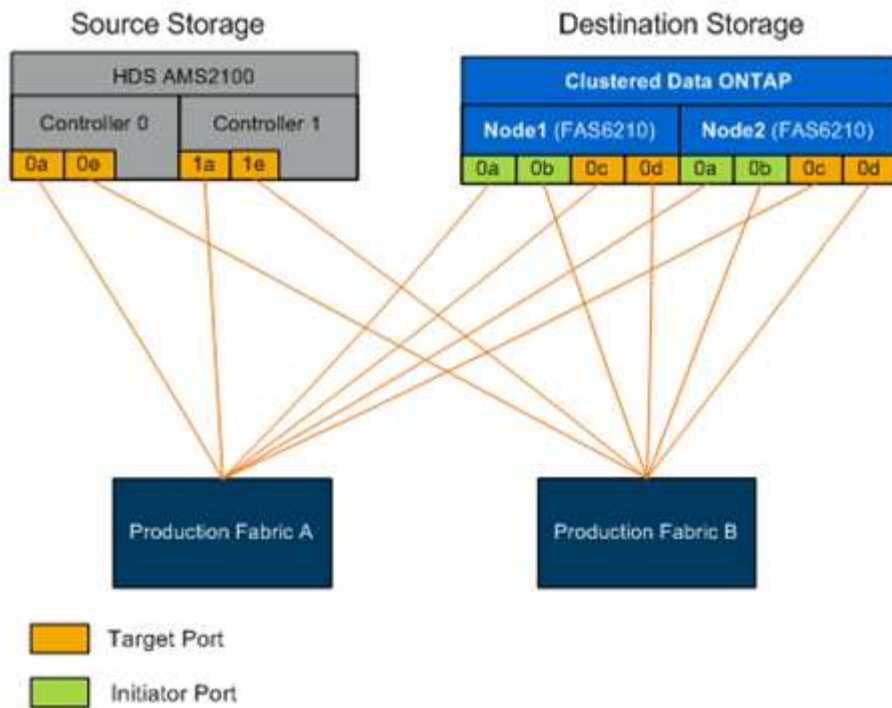 Source Storage
Destination Storage
HDS AMS2100
Clustered Data ONTAP
Controller 0
Controller 1
Node1 (FAS6210)
Node2 (FAS6210)
0a
0e
1a
1e
0a
0b
0c
0d
0a
0b
0c
0d
Production Fabric A
Production Fabric B
Target Port
Initiator Port